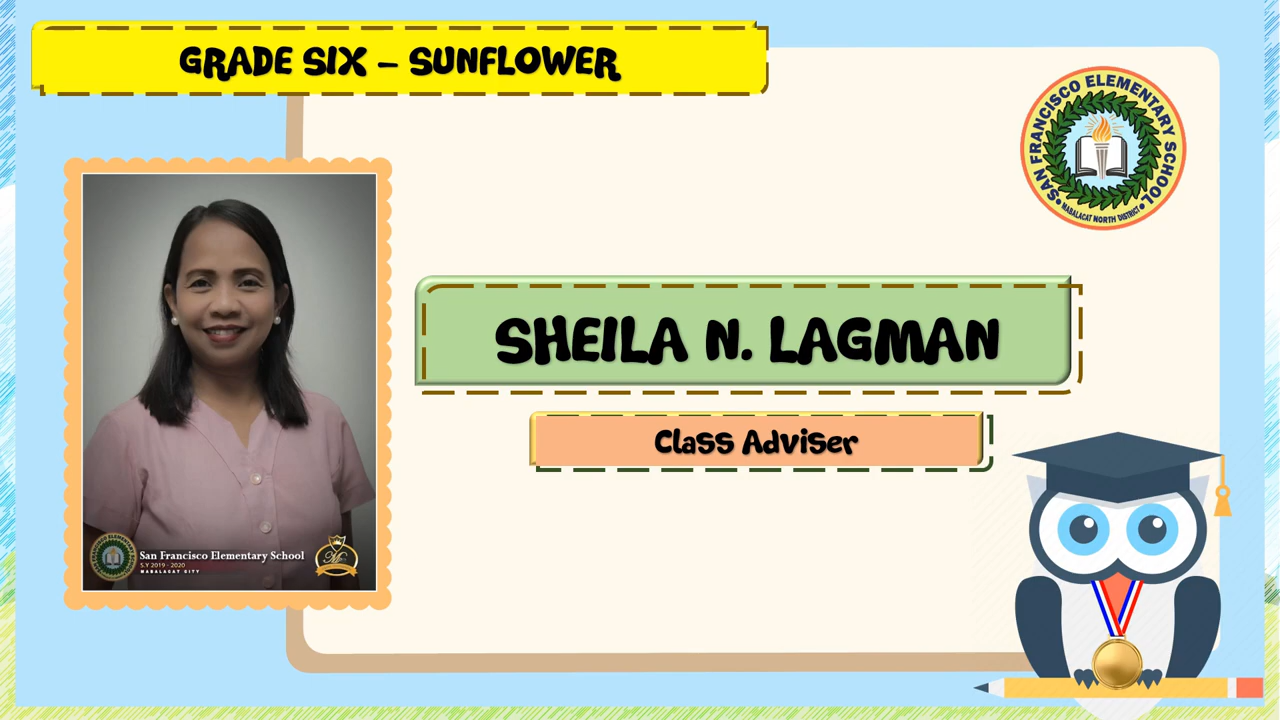 GRADE SIX – SUNFLOWER
SAN FRANCISCO ELEMENTARY SCHOOL
MABALACAT NORTH DISTRICT
SHEILA N. LAGMAN
Class Adviser
San Francisco Elementary School
S.Y 2019 - 2020
MABALACAT CITY